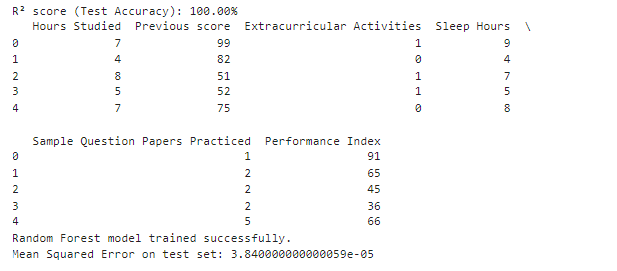 R² score (Test Accuracy): 100.00%
Hours Studied Previous score Extracurricular Activities Sleep Hours \
0 7 99 1 9
1 4 82 0 4
2 8 51 1 7
3 5 52 1 5
4 7 75 0 8
Sample Question Papers Practiced Performance Index
0 1 91
1 2 65
2 2 45
3 2 36
4 5 66
Random Forest model trained successfully.
Mean Squared Error on test set: 3.840000000000059e-05